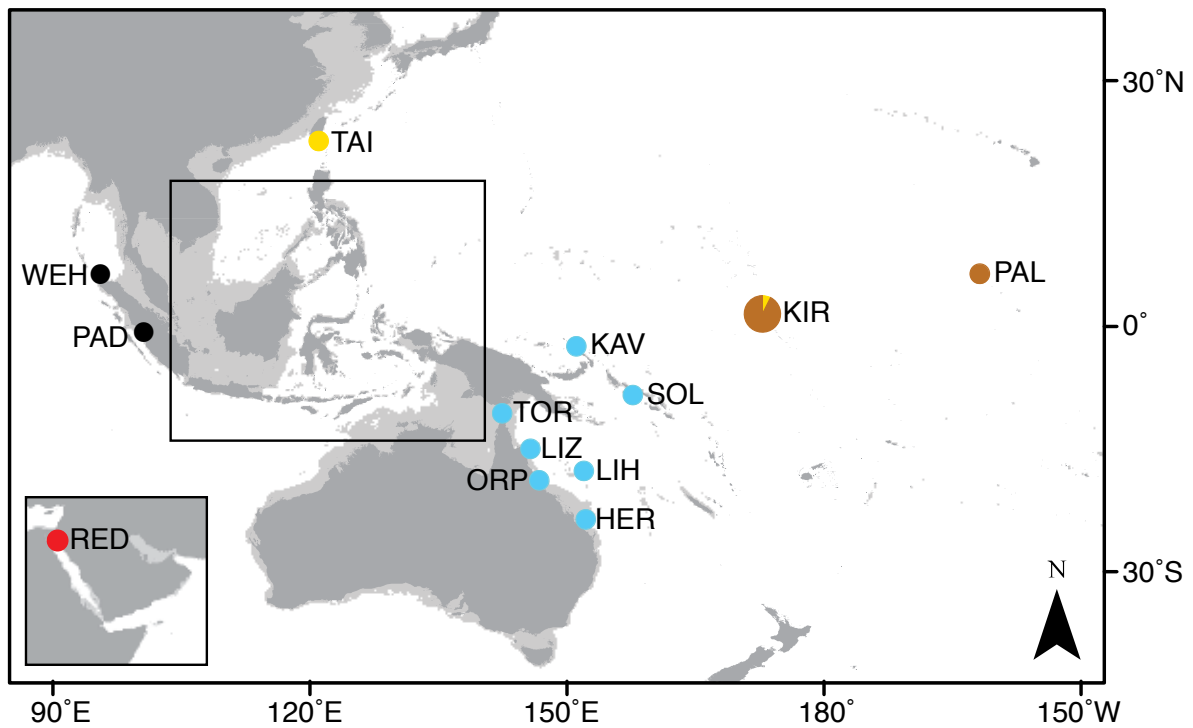 30°N
TAI
WEH
PAL
KIR
0°
PAD
KAV
SOL
TOR
LIZ
LIH
ORP
HER
RED
N
30°S
90°E
120°E
150°E
180°
150°W